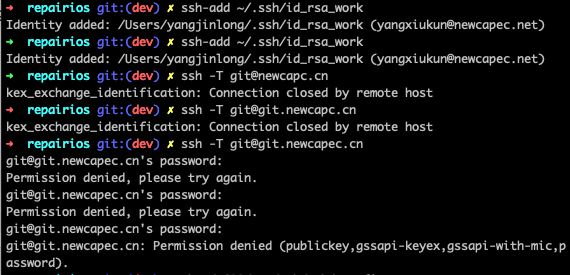 ➜ repairios git:(dev) ✗ ssh-add ~/.ssh/id_rsa_work
Identity added: /Users/yangjinlong/.ssh/id_rsa_work (yangxiukun@newcapec.net)
➜ repairios git:(dev) ✗ ssh-add ~/.ssh/id_rsa_work
Identity added: /Users/yangjinlong/.ssh/id_rsa_work (yangxiukun@newcapec.net)
➜ repairios git:(dev) ✗ ssh -T git@newcapc.cn
kex_exchange_identification: Connection closed by remote host
➜ repairios git:(dev) ✗ ssh -T git@git.newcapc.cn
kex_exchange_identification: Connection closed by remote host
➜ repairios git:(dev) ✗ ssh -T git@git.newcapec.cn
git@git.newcapec.cn's password:
Permission denied, please try again.
git@git.newcapec.cn's password:
Permission denied, please try again.
git@git.newcapec.cn's password:
git@git.newcapec.cn: Permission denied (publickey,gssapi-keyex,gssapi-with-mic,p
assword).